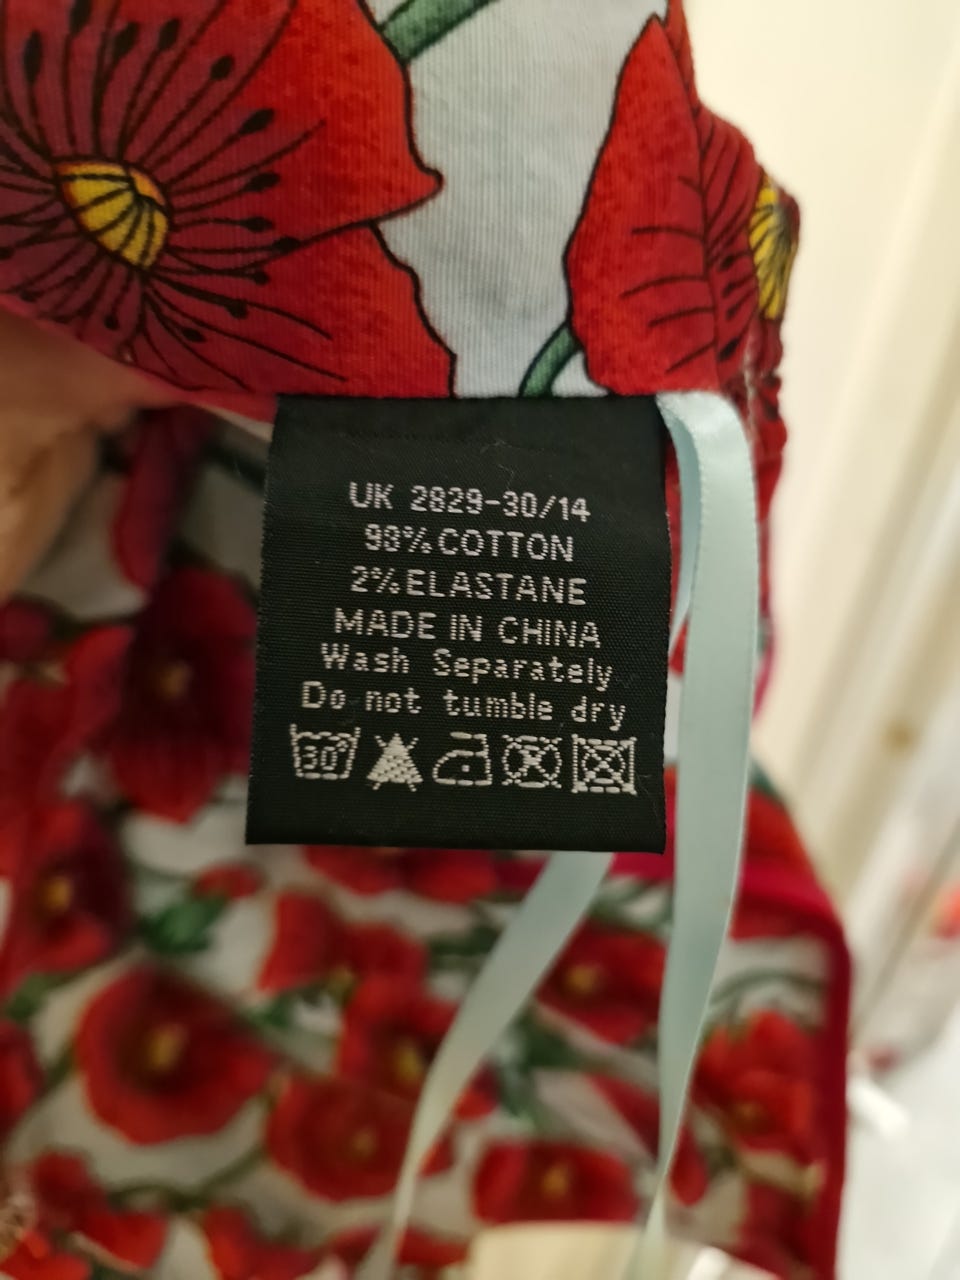 UK 2829-30/14
98%COTTON
2%ELASTANE
MADE IN CHINA
Wash Separately
Do not tumble dry
30°